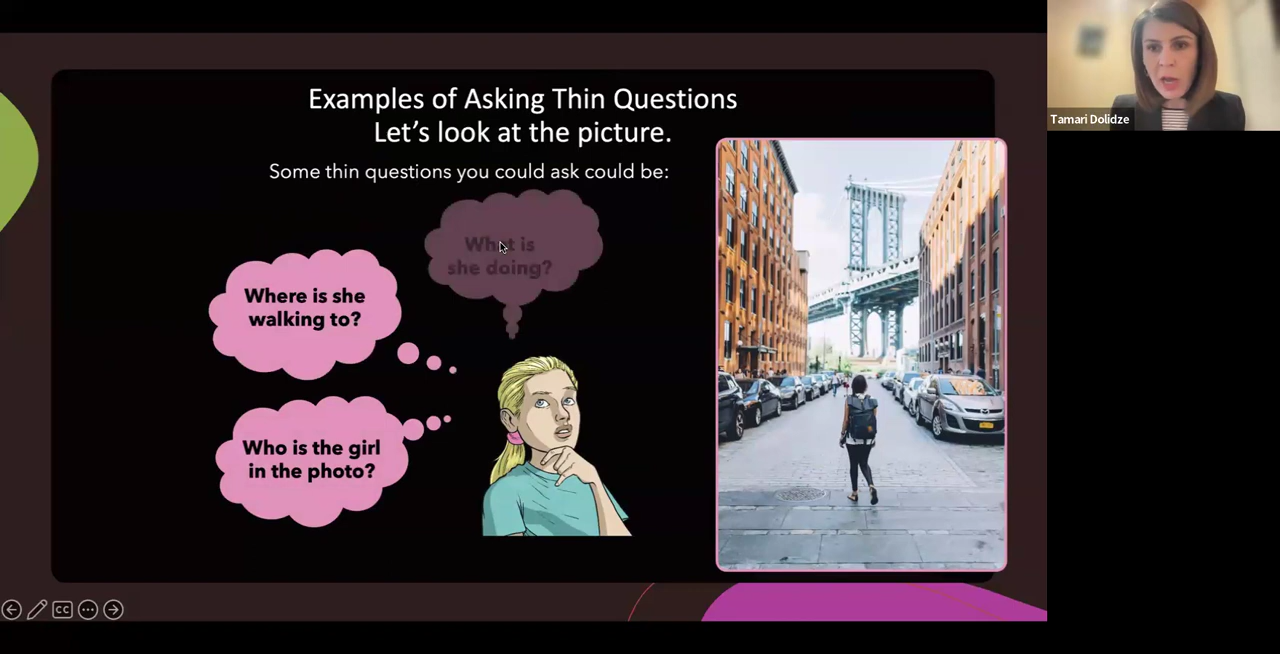 Examples of Asking Thin Questions
Let's look at the picture.
Some thin questions you could ask could be:
What is
she doing?
Where is she
walking to?
Who is the girl
in the photo?
Tamari Dolidze
CC